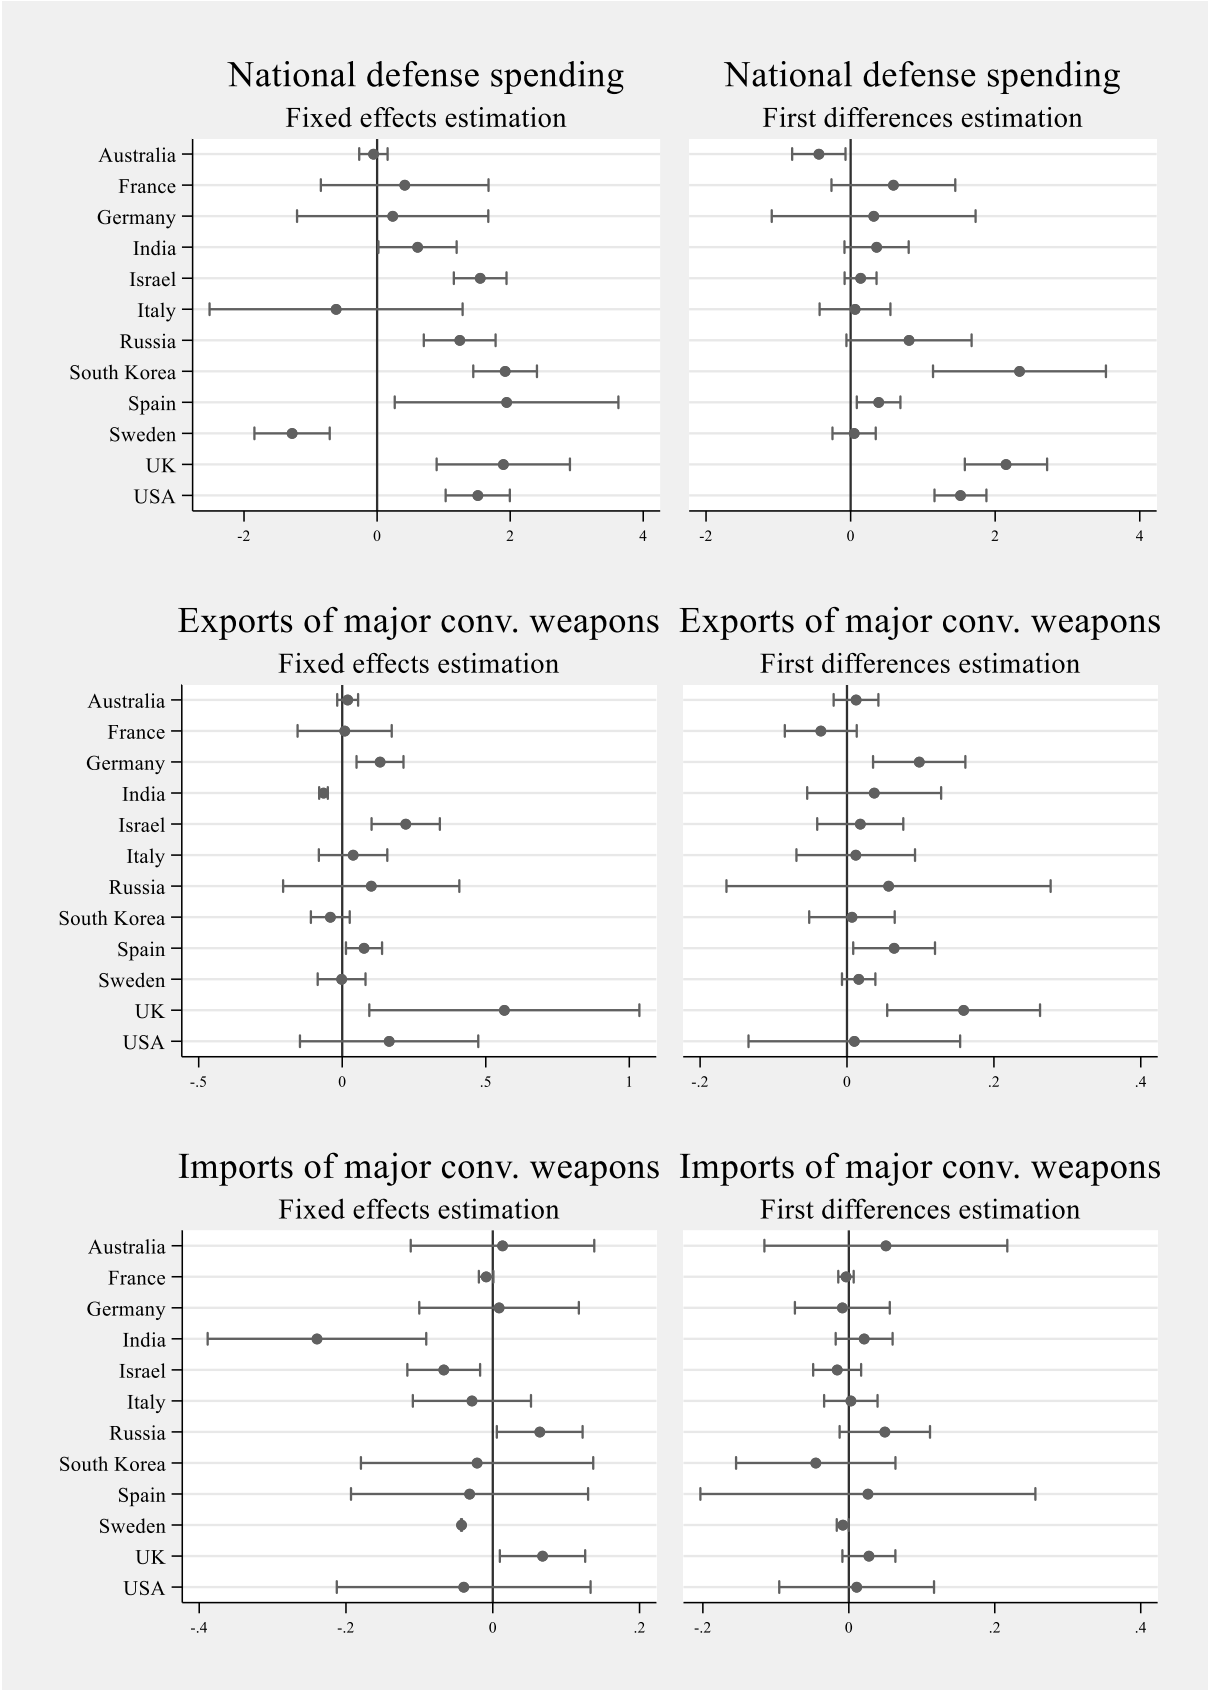 National defense spending National defense spending
Fixed effects estimation First differences estimation
Australia
France
Germany
India
Israel
Italy
Russia
South Korea
Spain
Sweden
UK
USA
-2 0 2 4 -2 0 2 4
Exports of major conv. weapons Exports of major conv. weapons
Fixed effects estimation First differences estimation
Australia
France
Germany
India
Israel
Italy
Russia
South Korea
Spain
Sweden
UK
USA
-.5 0 .5 1 -.2 0 .2 .4
Imports of major conv. weapons Imports of major conv. weapons
Fixed effects estimation First differences estimation
Australia
France
Germany
India
Israel
Italy
Russia
South Korea
Spain
Sweden
UK
USA
-.4 -.2 0 .2 -.2 0 .2 .4